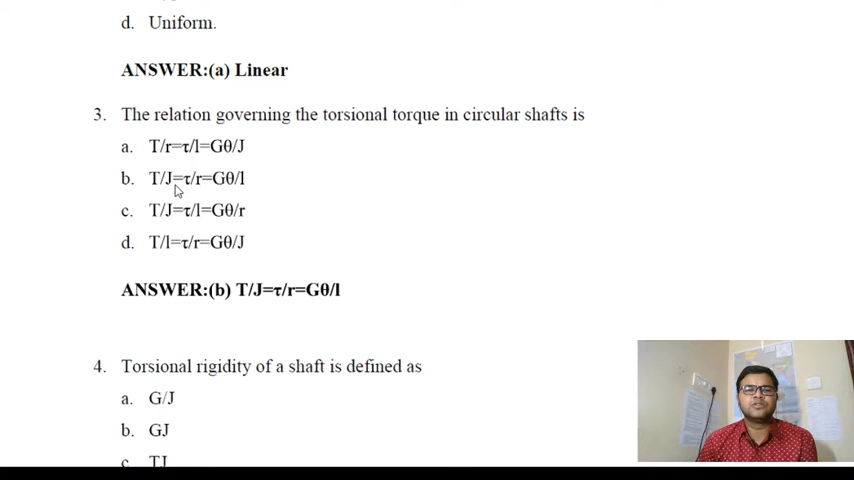 d. Uniform.
ANSWER:(a) Linear
3. The relation governing the torsional torque in circular shafts is
a. T/r=τ/l=Gθ/J
b. T/J=τ/r=Gθ/l
c. T/J=τ/l=Gθ/r
d. T/l=τ/r=Gθ/J
ANSWER:(b) T/J=τ/r=Gθ/l
4. Torsional rigidity of a shaft is defined as
a. G/J
b. GJ
c. TJ